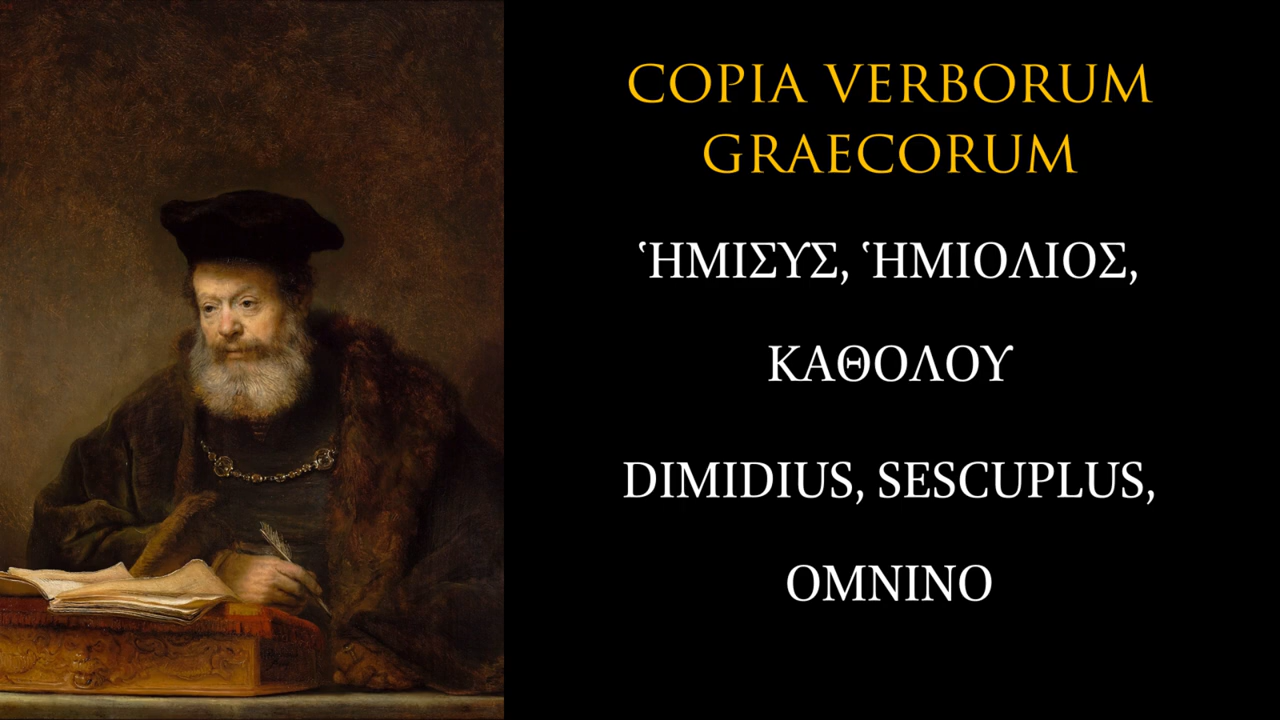 COPIA VERBORUM
GRAECORUM
ἩΜΙΣΥΣ, ἩΜΙΟΛΙΟΣ,
ΚΑΘΟΛΟΥ
DIMIDIUS, SESCUPLUS,
OMNINO